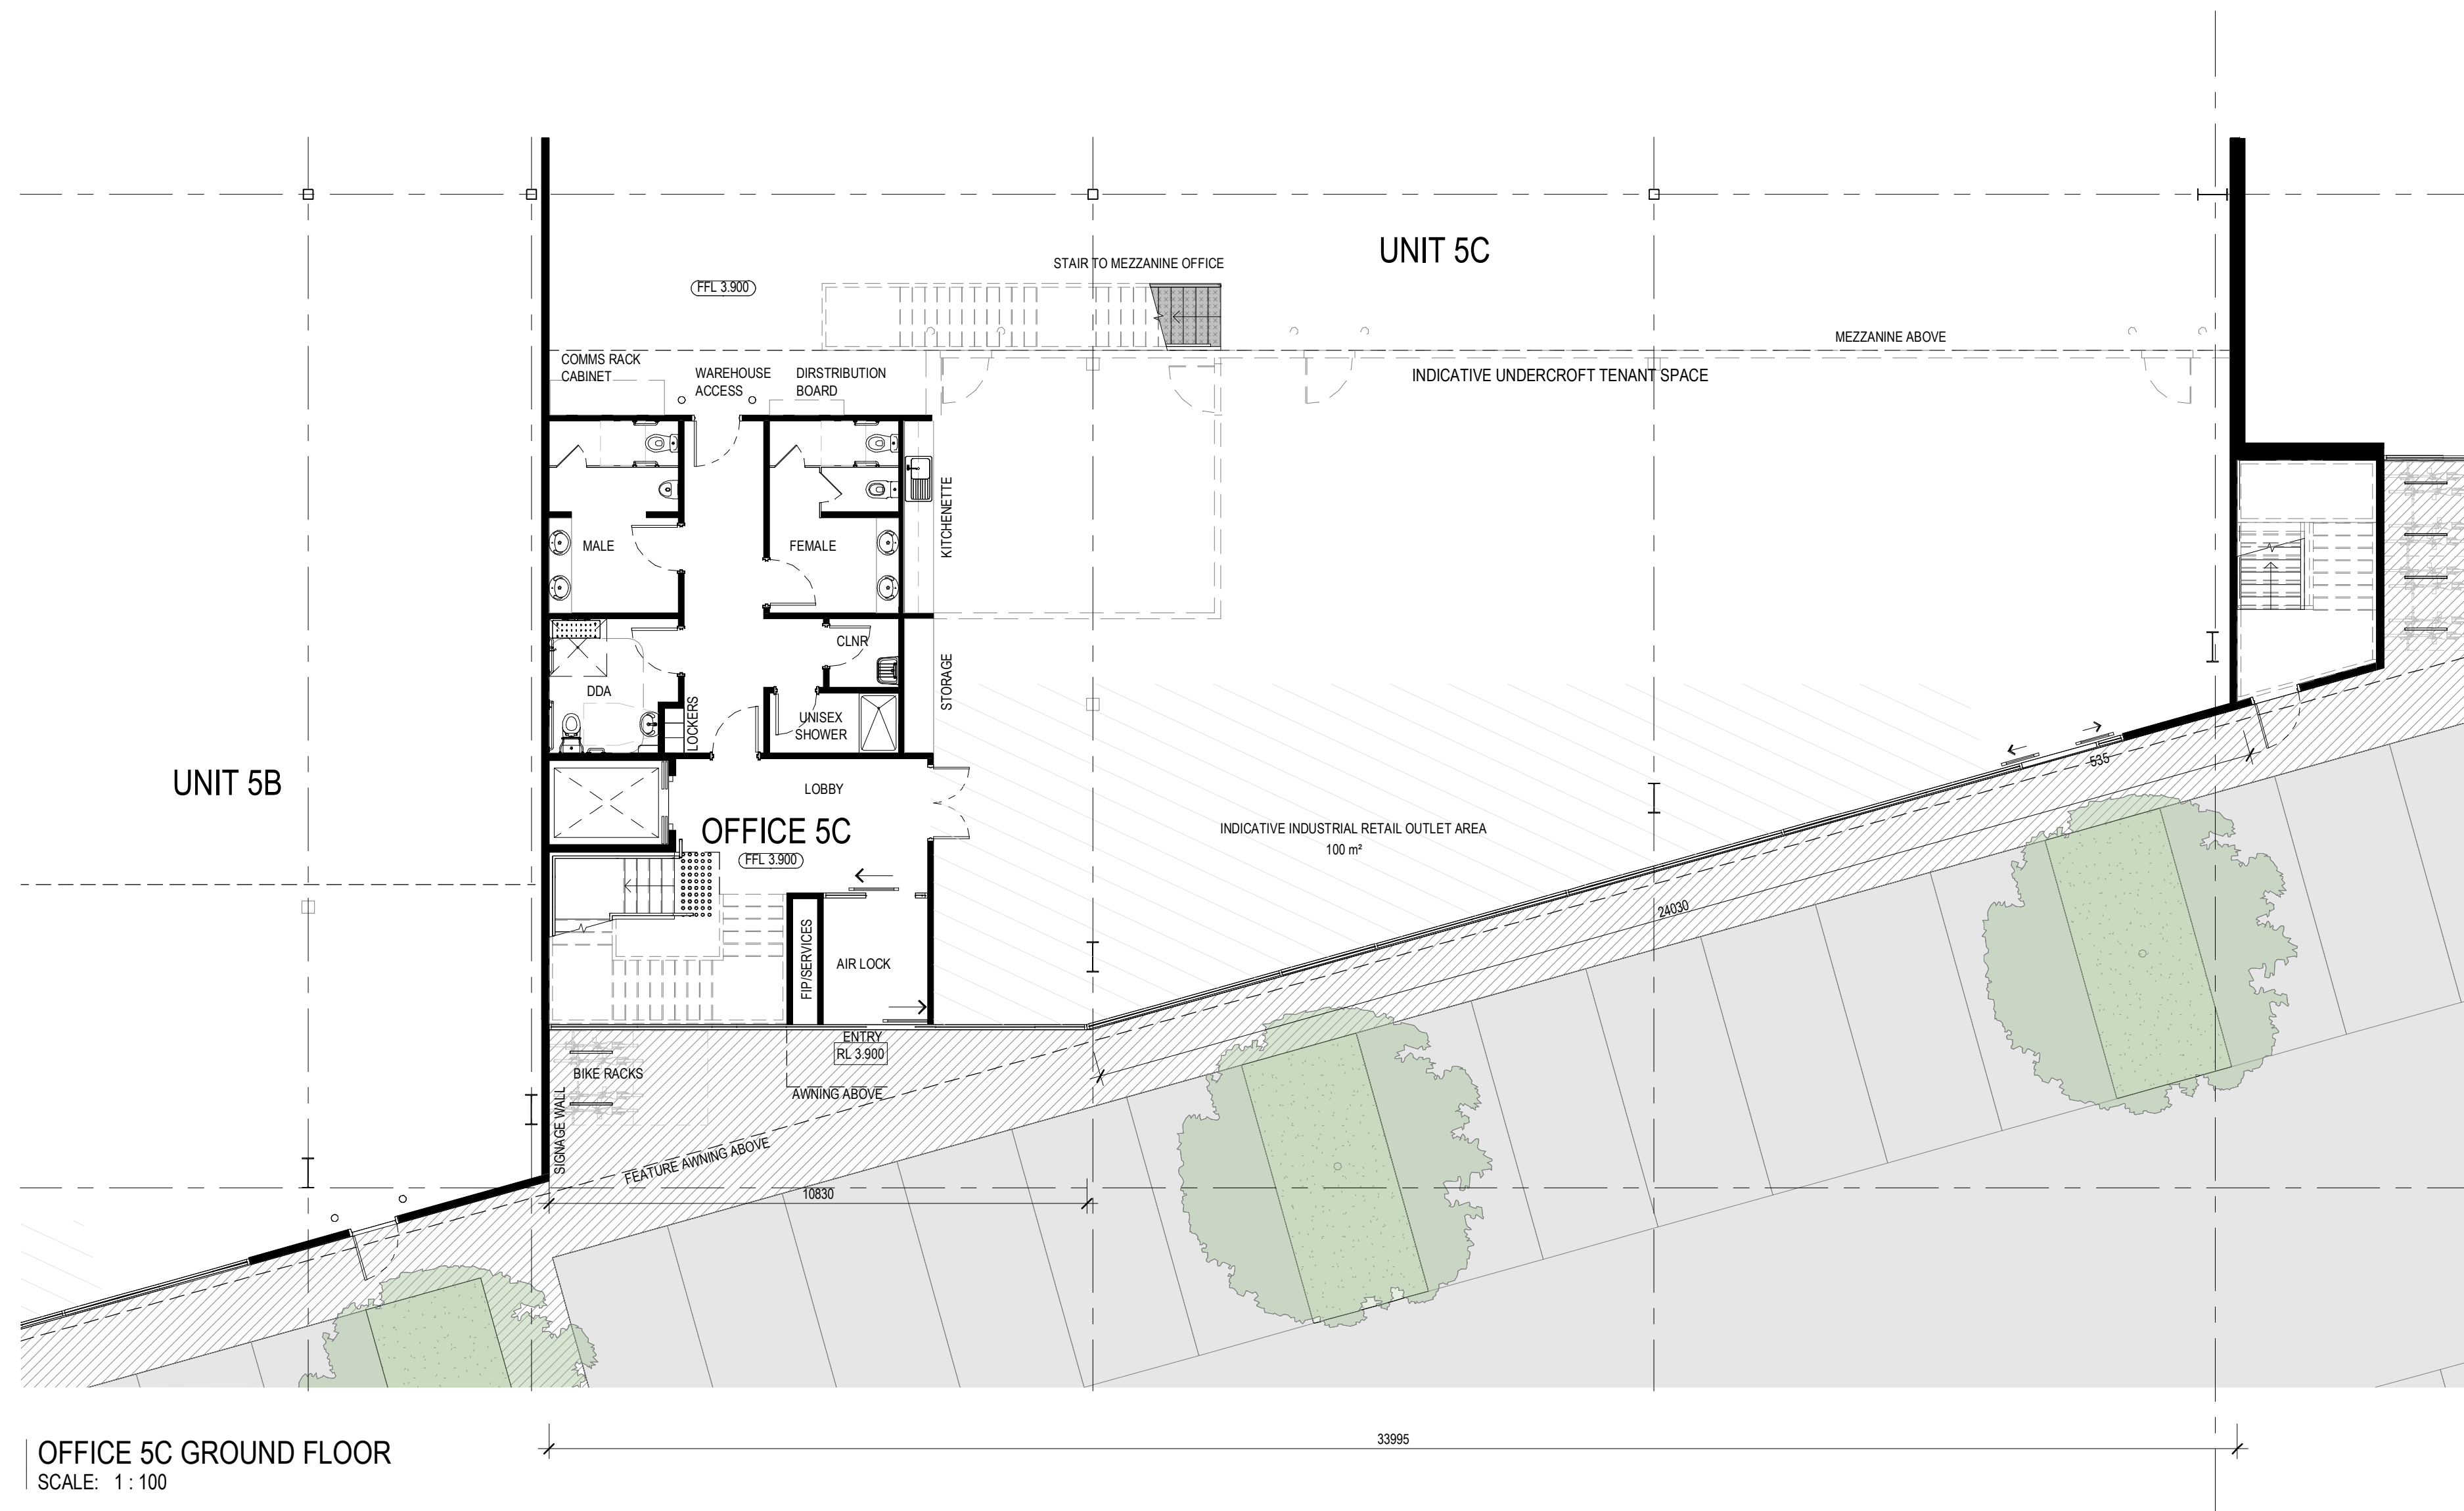 UNIT 5C
STAIR TO MEZZANINE OFFICE
FFL 3.900
MEZZANINE ABOVE
COMMS RACK
CABINET
WAREHOUSE
ACCESS
DIRSTRIBUTION
BOARD
INDICATIVE UNDERCROFT TENANT SPACE
KITCHENETTE
MALE
FEMALE
CLNR
STORAGE
DDA
LOCKERS
UNISEX
SHOWER
UNIT 5B
LOBBY
535
OFFICE 5C
FFL 3.900
INDICATIVE INDUSTRIAL RETAIL OUTLET AREA
100 m²
24030
FIP/SERVICES
AIR LOCK
ENTRY
RL 3.900
BIKE RACKS
AWNING ABOVE
SIGNAGE WALL
FEATURE AWNING ABOVE
10830
33995
OFFICE 5C GROUND FLOOR
SCALE: 1 : 100